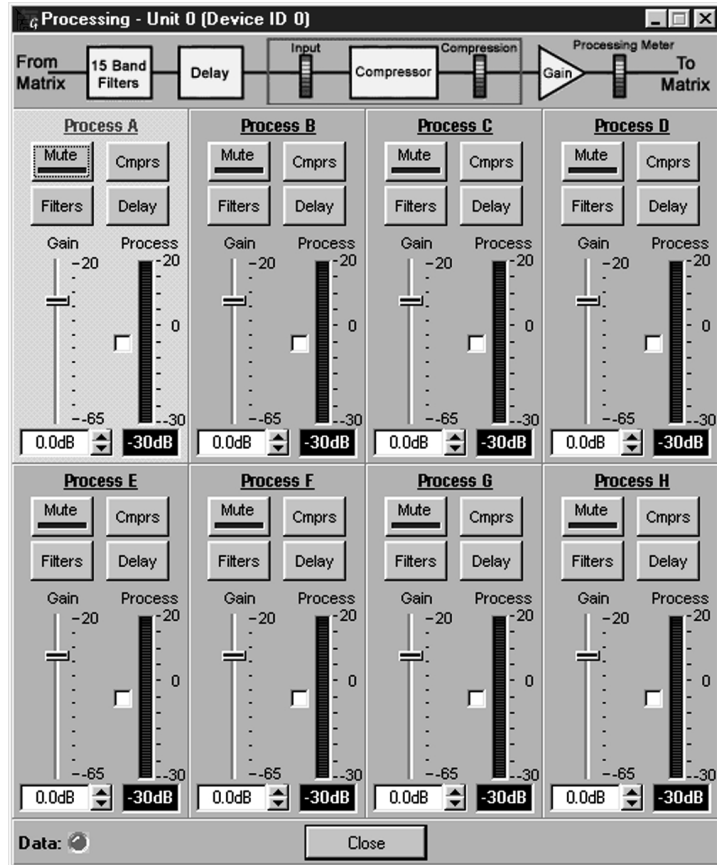 G Processing - Unit 0 (Device ID 0)
From Matrix
15 Band Filters
Delay
Input
Compressor
Compression
Gain
Processing Meter
To Matrix
Process A Process B Process C Process D
Mute Cmprs Mute Cmprs Mute Cmprs Mute Cmprs
Filters Delay Filters Delay Filters Delay Filters Delay
Gain Process Gain Process Gain Process Gain Process
-20 -20 -20 -20 -20 -20 -20 -20
0 0 0 0
--65 --30 --65 --30 --65 --30 --65 --30
0.0dB -30dB 0.0dB -30dB 0.0dB -30dB 0.0dB -30dB
Process E Process F Process G Process H
Mute Cmprs Mute Cmprs Mute Cmprs Mute Cmprs
Filters Delay Filters Delay Filters Delay Filters Delay
Gain Process Gain Process Gain Process Gain Process
-20 -20 -20 -20 -20 -20 -20 -20
0 0 0 0
--65 --30 --65 --30 --65 --30 --65 --30
0.0dB -30dB 0.0dB -30dB 0.0dB -30dB 0.0dB -30dB
Data: Close